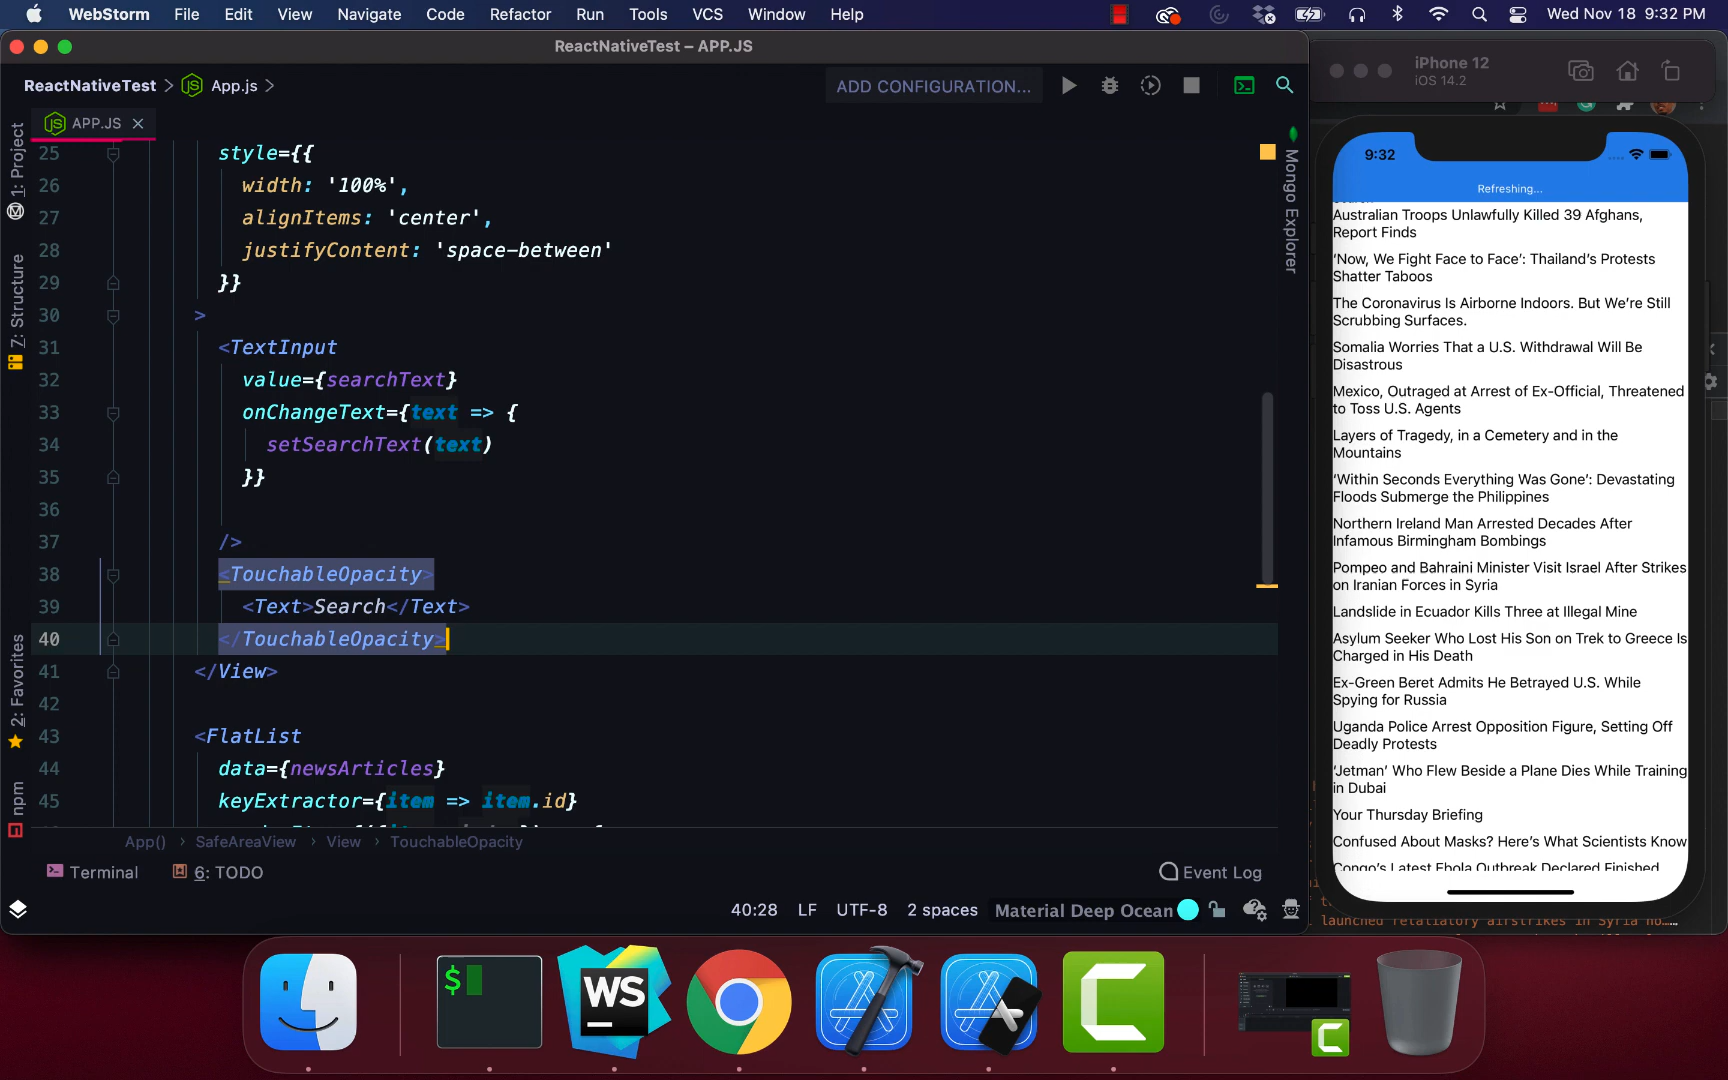 WebStorm File Edit View Navigate Code Refactor Run Tools VCS Window Help Wed Nov 18 9:32 PM
ReactNativeTest – APP.JS
ReactNativeTest > App.js >
ADD CONFIGURATION...
APP.JS
1: Project
7: Structure
2: Favorites
npm
Mongo Explorer
25 style={{
26 width: '100%',
27 alignItems: 'center',
28 justifyContent: 'space-between'
29 }}
30 >
31 <TextInput
32 value={searchText}
33 onChangeText={text => {
34 setSearchText(text)
35 }}
36
37 />
38 <TouchableOpacity>
39 <Text>Search</Text>
40 </TouchableOpacity>
41 </View>
42
43 <FlatList
44 data={newsArticles}
45 keyExtractor={item => item.id}
App() > SafeAreaView > View > TouchableOpacity
Terminal 6: TODO Event Log
40:28 LF UTF-8 2 spaces Material Deep Ocean
iPhone 12
iOS 14.2
9:32
Refreshing...
Australian Troops Unlawfully Killed 39 Afghans,
Report Finds
‘Now, We Fight Face to Face’: Thailand’s Protests
Shatter Taboos
The Coronavirus Is Airborne Indoors. But We’re Still
Scrubbing Surfaces.
Somalia Worries That a U.S. Withdrawal Will Be
Disastrous
Mexico, Outraged at Arrest of Ex-Official, Threatened
to Toss U.S. Agents
Layers of Tragedy, in a Cemetery and in the
Mountains
‘Within Seconds Everything Was Gone’: Devastating
Floods Submerge the Philippines
Northern Ireland Man Arrested Decades After
Infamous Birmingham Bombings
Pompeo and Bahraini Minister Visit Israel After Strikes
on Iranian Forces in Syria
Landslide in Ecuador Kills Three at Illegal Mine
Asylum Seeker Who Lost His Son on Trek to Greece Is
Charged in His Death
Ex-Green Beret Admits He Betrayed U.S. While
Spying for Russia
Uganda Police Arrest Opposition Figure, Setting Off
Deadly Protests
‘Jetman’ Who Flew Beside a Plane Dies While Training
in Dubai
Your Thursday Briefing
Confused About Masks? Here’s What Scientists Know
Congo’s Latest Ebola Outbreak Declared Finished
launched retaliatory airstrikes in Syria no……
$
WS